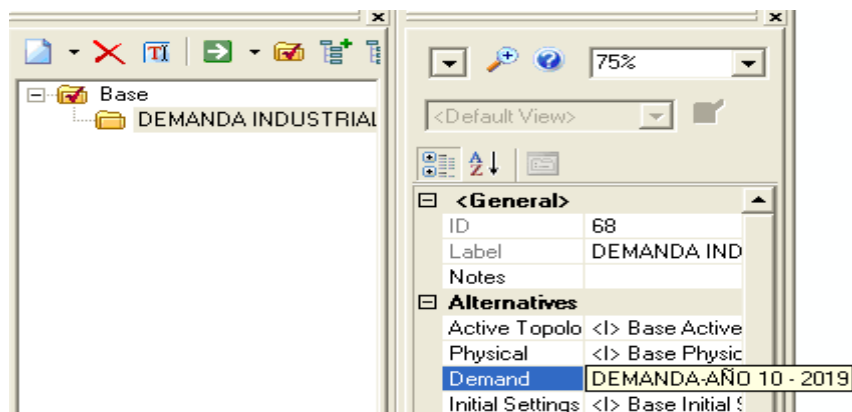 Base
DEMANDA INDUSTRIAL
75%
<Default View>
<General>
ID 68
Label DEMANDA IND
Notes
Alternatives
Active Topolo <I> Base Active
Physical <I> Base Physic
Demand DEMANDA-AÑO 10 - 2019
Initial Settings <I> Base Initial